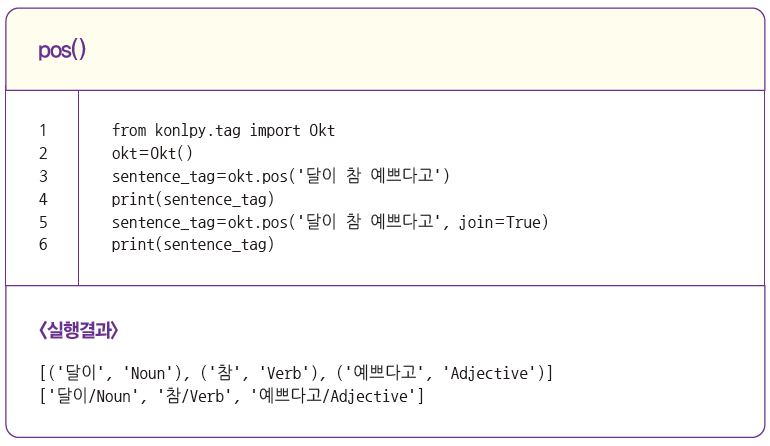 pos()
1 from konlpy.tag import Okt
2 okt=Okt()
3 sentence_tag=okt.pos('달이 참 예쁘다고')
4 print(sentence_tag)
5 sentence_tag=okt.pos('달이 참 예쁘다고', join=True)
6 print(sentence_tag)
<실행결과>
[('달이', 'Noun'), ('참', 'Verb'), ('예쁘다고', 'Adjective')]
['달이/Noun', '참/Verb', '예쁘다고/Adjective']